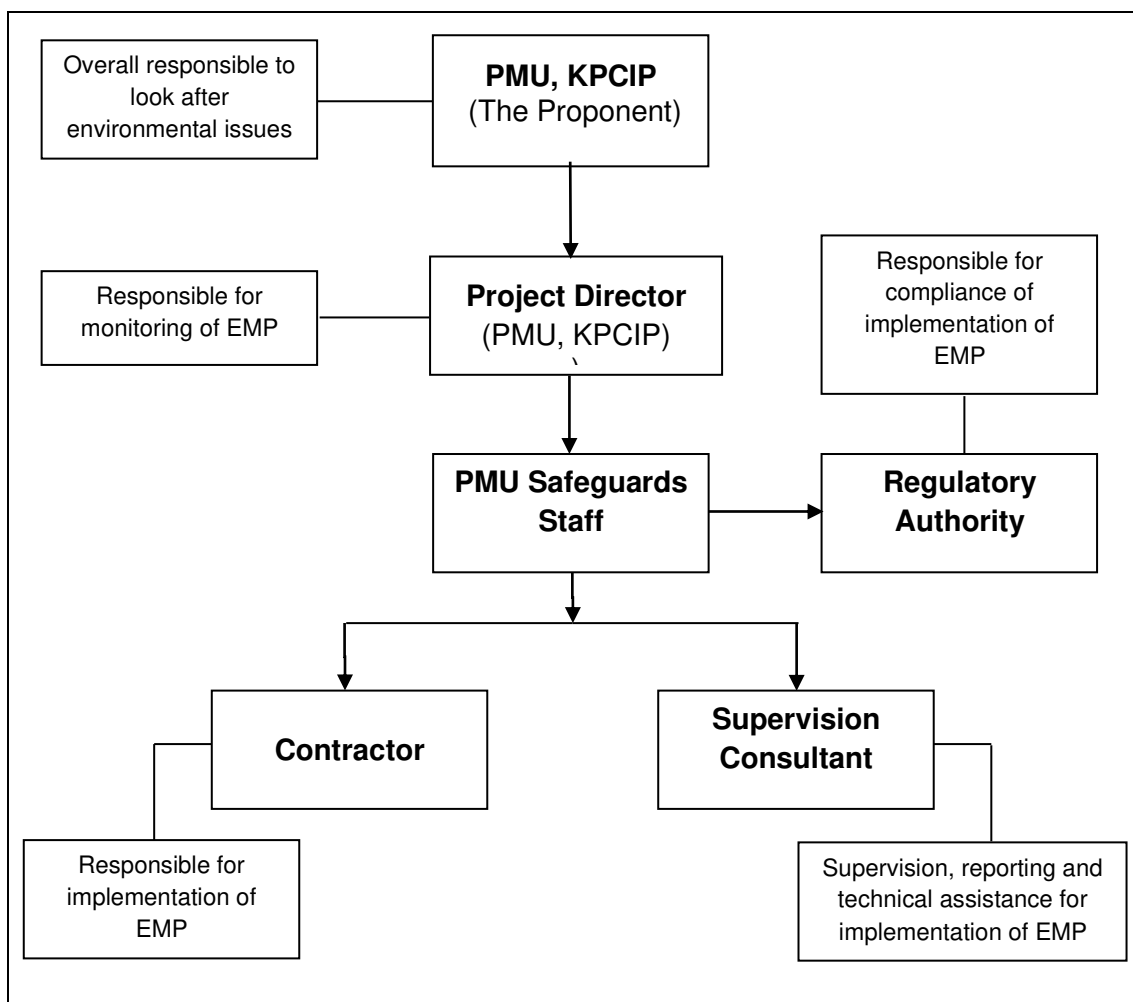 Overall responsible to
look after
environmental issues
PMU, KPCIP
(The Proponent)
Responsible for
monitoring of EMP
Project Director
(PMU, KPCIP)
Responsible for
compliance of
implementation of
EMP
PMU Safeguards
Staff
Regulatory
Authority
Contractor
Supervision
Consultant
Responsible for
implementation of
EMP
Supervision, reporting and
technical assistance for
implementation of EMP